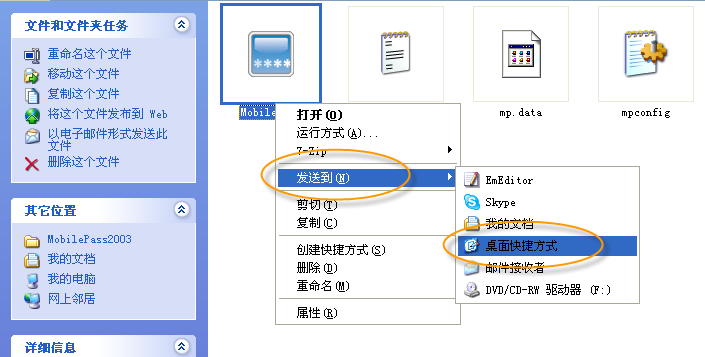 文件和文件夹任务
重命名这个文件
移动这个文件
复制这个文件
将这个文件发布到 Web
以电子邮件形式发送此
文件
删除这个文件
其它位置
MobilePass2003
我的文档
我的电脑
网上邻居
详细信息
****
Mobile
mp.data
mpconfig
打开(O)
运行方式(A)...
7-Zip
发送到(N)
剪切(T)
复制(C)
创建快捷方式(S)
删除(D)
重命名(M)
属性(R)
EmEditor
Skype
我的文档
桌面快捷方式
邮件接收者
DVD/CD-RW 驱动器 (F:)